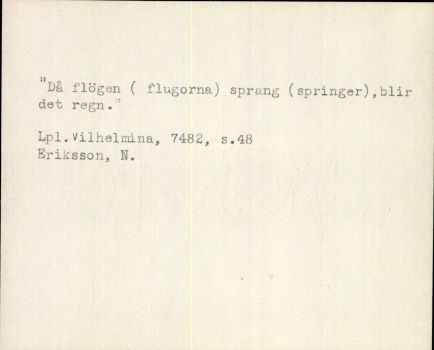 "Då flögen ( flugorna) sprang (springer),blir
det regn."
Lpl.Vilhelmina, 7482, s.48
Eriksson, N.